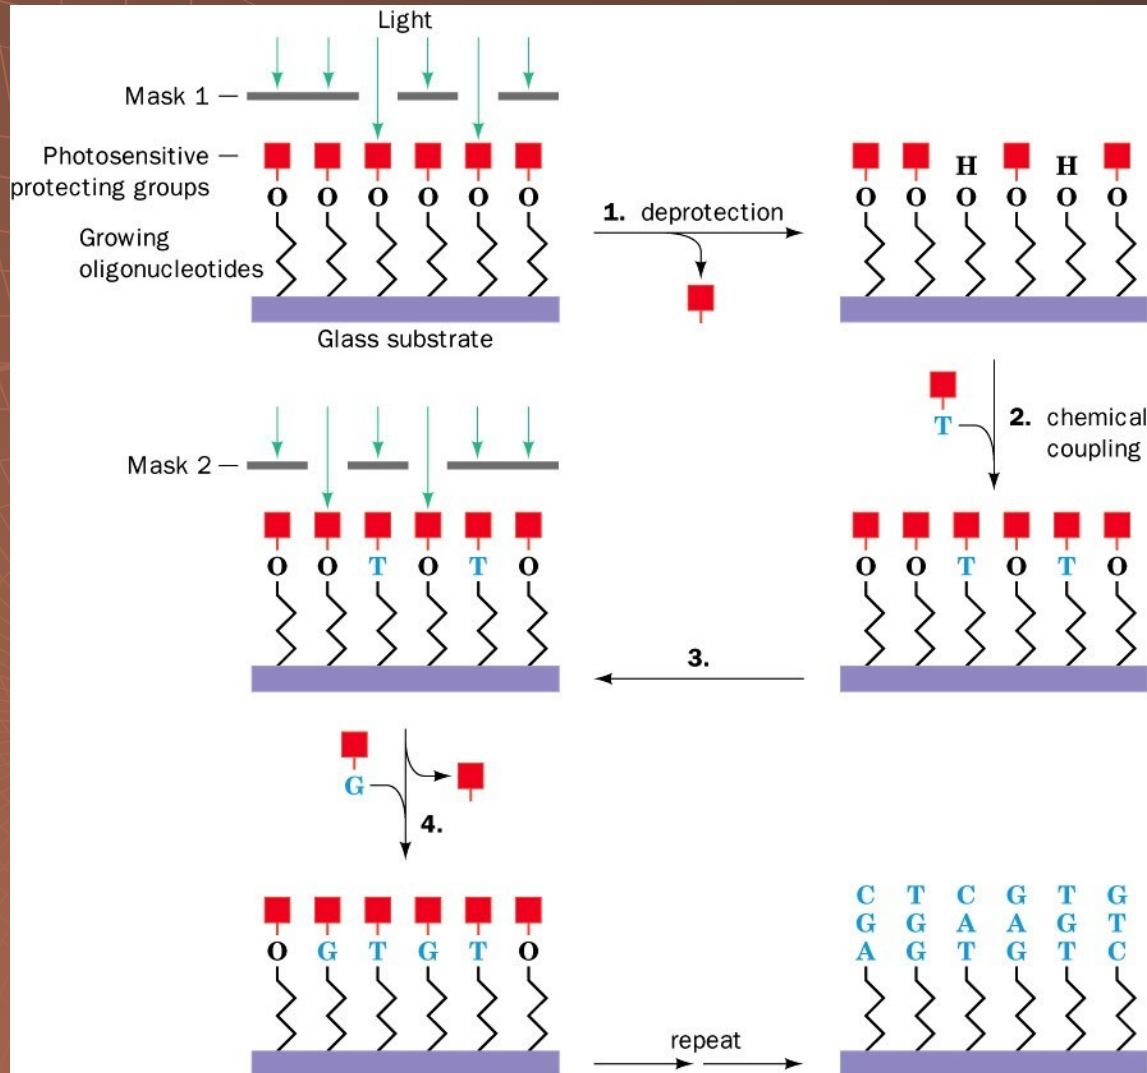 Light
Mask 1
Photosensitive
protecting groups
O O O O O O
Growing
oligonucleotides
Glass substrate
1. deprotection
H H
O O O O O O
T
2. chemical
coupling
O O T O T O
3.
Mask 2
O O T O T O
G
4.
O G T G T O
repeat
C T C G T G
G G A A G T
A G T G T C